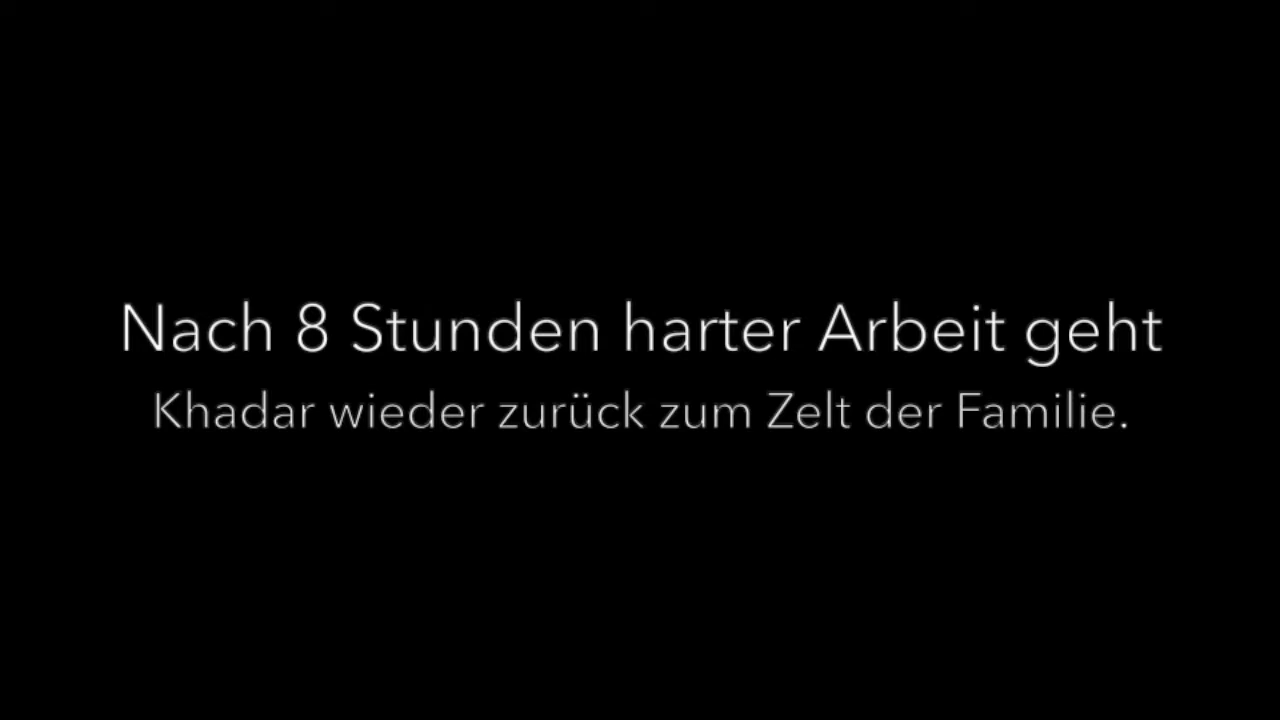 Nach 8 Stunden harter Arbeit geht
Khadar wieder zurück zum Zelt der Familie.